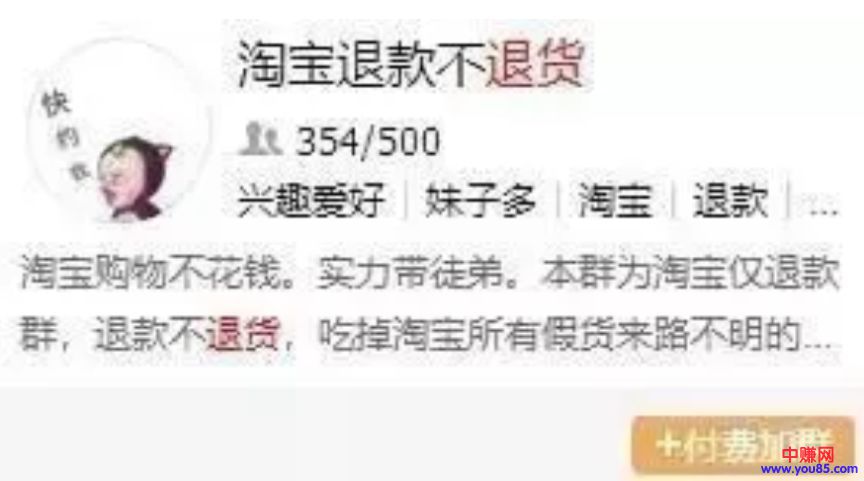 淘宝退款不退货
快
约
我
354/500
兴趣爱好 | 妹子多 | 淘宝 | 退款 | ...
淘宝购物不花钱。实力带徒弟。本群为淘宝仅退款
群，退款不退货，吃掉淘宝所有假货来路不明的...
+付费加群
中赚网
www.you85.com